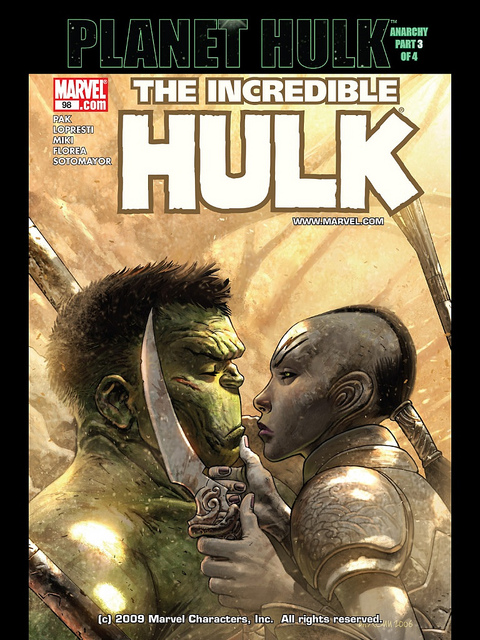 PLANET HULK™
ANARCHY
PART 3
OF 4
MARVEL®
98 .com
PAK
LOPRESTI
MIKI
FLOREA
SOTOMAYOR
THE INCREDIBLE
HULK®
WWW.MARVEL.COM
(c) 2009 Marvel Characters, Inc. All rights reserved.